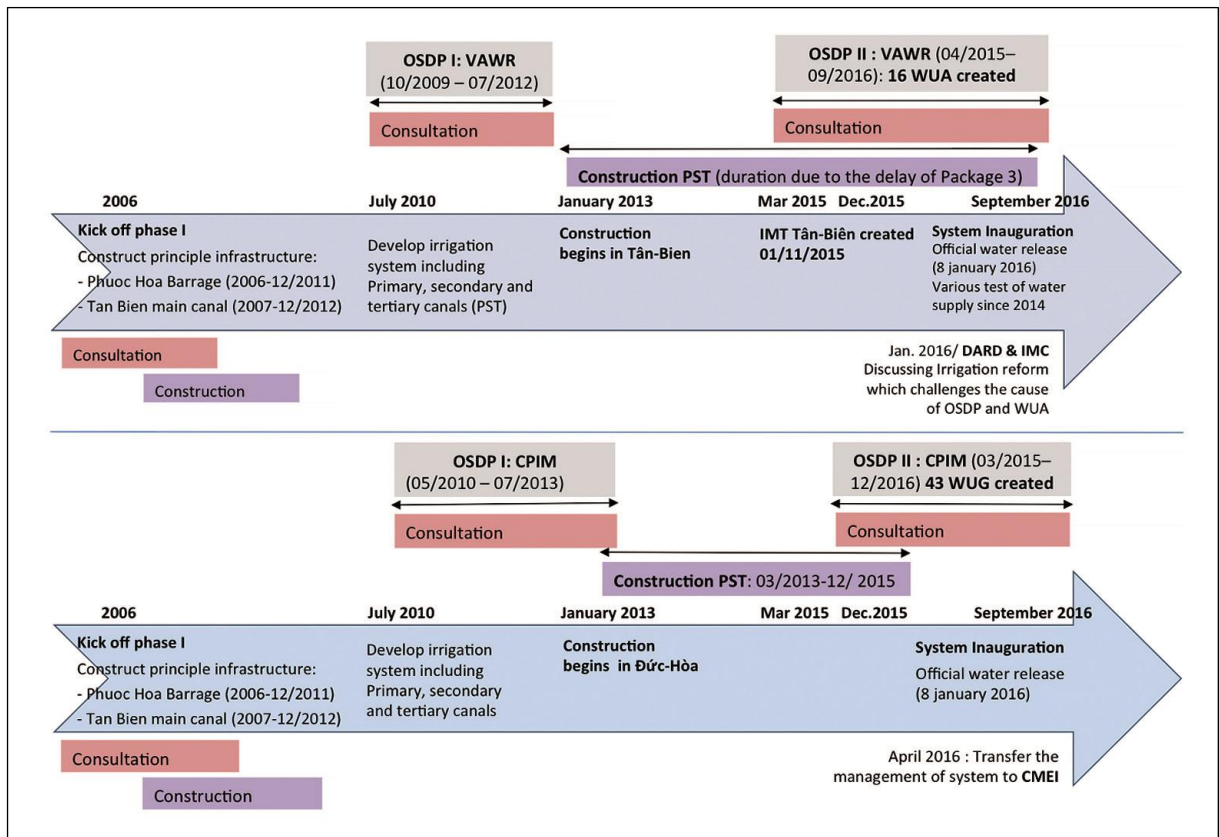 OSDP I: VAWR
(10/2009 – 07/2012)
OSDP II : VAWR (04/2015–
09/2016): 16 WUA created
Consultation
Consultation
Construction PST (duration due to the delay of Package 3)
2006
July 2010
January 2013
Mar 2015
Dec.2015
September 2016
Kick off phase I
Construct principle infrastructure:
- Phuoc Hoa Barrage (2006-12/2011)
- Tan Bien main canal (2007-12/2012)
Develop irrigation
system including
Primary, secondary and
tertiary canals (PST)
Construction
begins in Tân-Bien
IMT Tân-Biên created
01/11/2015
System Inauguration
Official water release
(8 january 2016)
Various test of water
supply since 2014
Consultation
Construction
Jan. 2016/ DARD & IMC
Discussing Irrigation reform
which challenges the cause
of OSDP and WUA
OSDP I: CPIM
(05/2010 – 07/2013)
OSDP II : CPIM (03/2015–
12/2016) 43 WUG created
Consultation
Consultation
Construction PST: 03/2013-12/ 2015
2006
July 2010
January 2013
Mar 2015
Dec.2015
September 2016
Kick off phase I
Construct principle infrastructure:
- Phuoc Hoa Barrage (2006-12/2011)
- Tan Bien main canal (2007-12/2012)
Develop irrigation
system including
Primary, secondary
and tertiary canals
Construction
begins in Đức-Hòa
System Inauguration
Official water release
(8 january 2016)
Consultation
Construction
April 2016 : Transfer the
management of system to CMEI